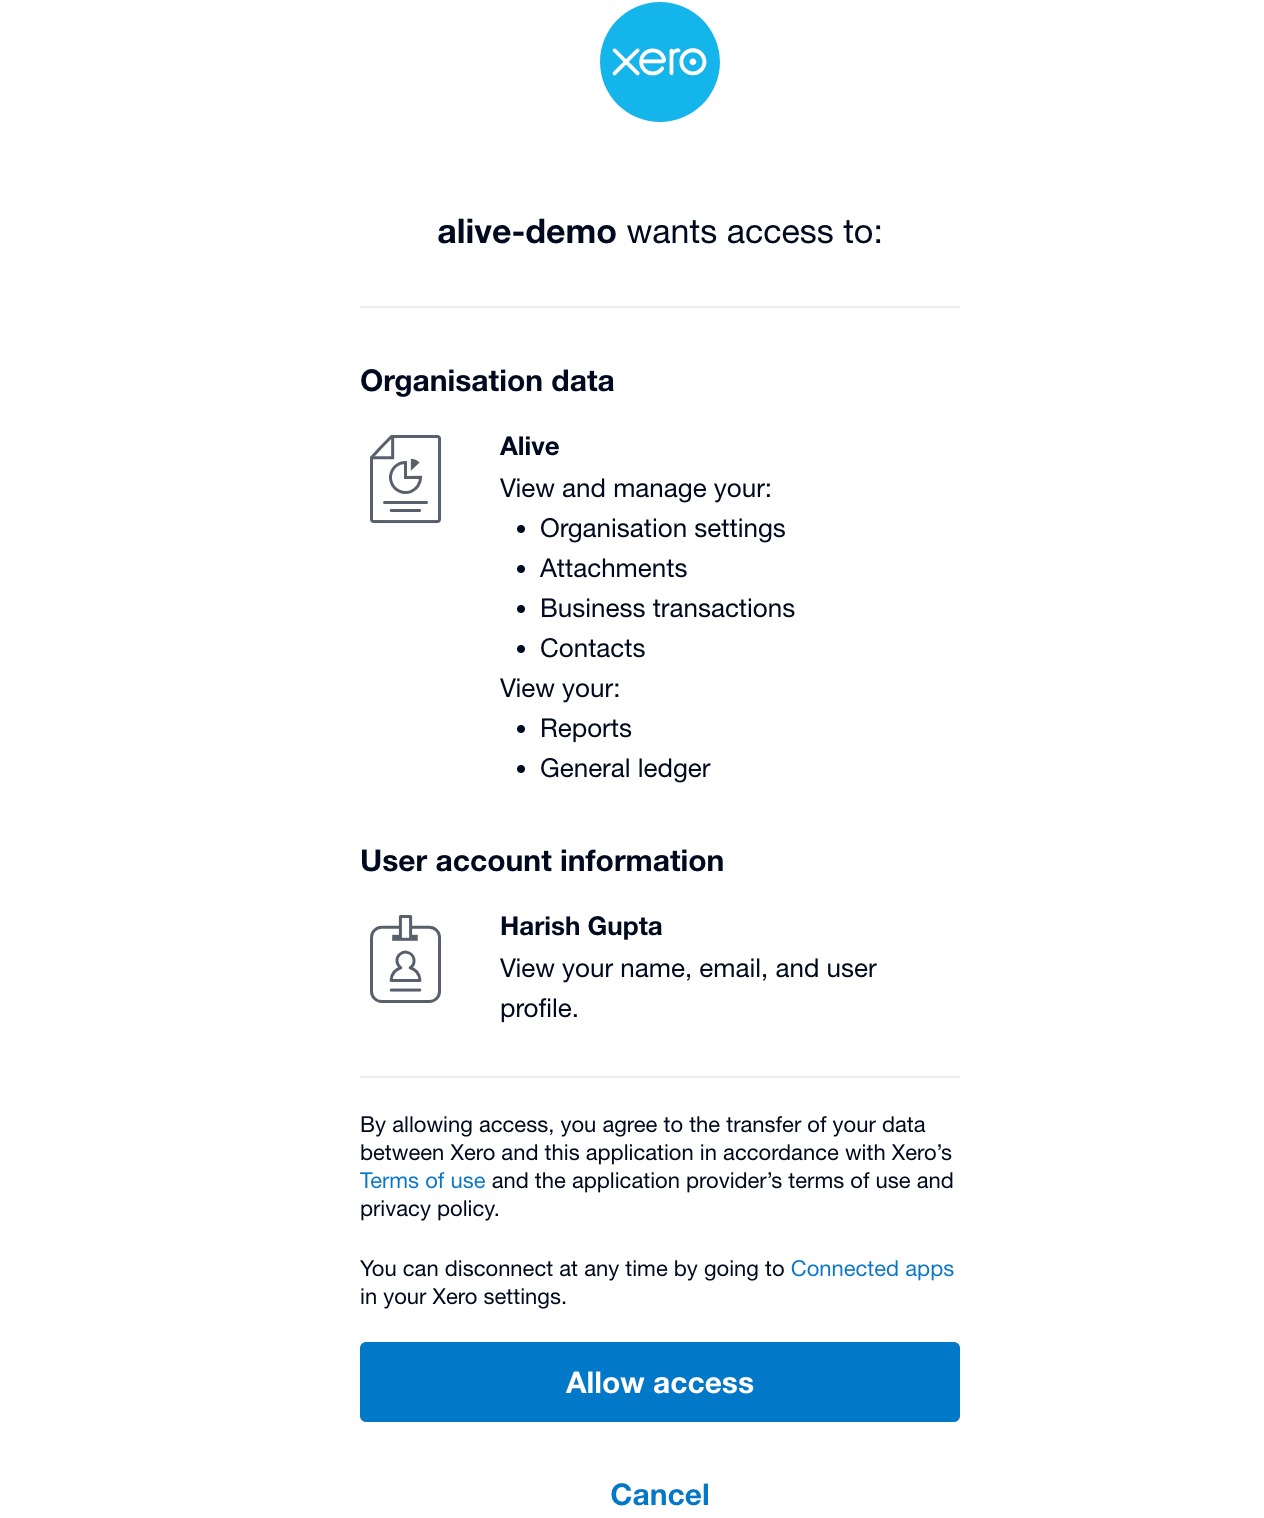 xero
alive-demo wants access to:
Organisation data
Alive
View and manage your:
• Organisation settings
• Attachments
• Business transactions
• Contacts
View your:
• Reports
• General ledger
User account information
Harish Gupta
View your name, email, and user
profile.
By allowing access, you agree to the transfer of your data
between Xero and this application in accordance with Xero’s
Terms of use and the application provider’s terms of use and
privacy policy.
You can disconnect at any time by going to Connected apps
in your Xero settings.
Allow access
Cancel